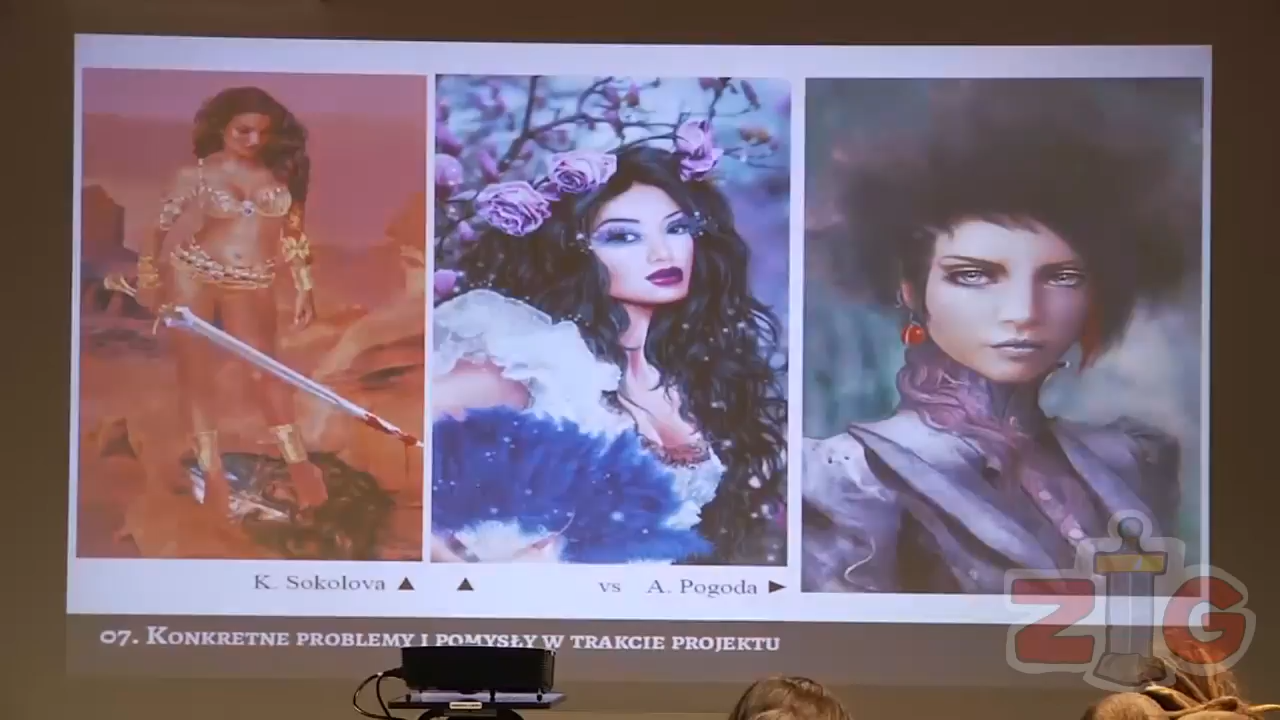 K. Sokolova ▲ ▲ vs A. Pogoda ►
07. Konkretne problemy i pomysły w trakcie projektu
ZIG